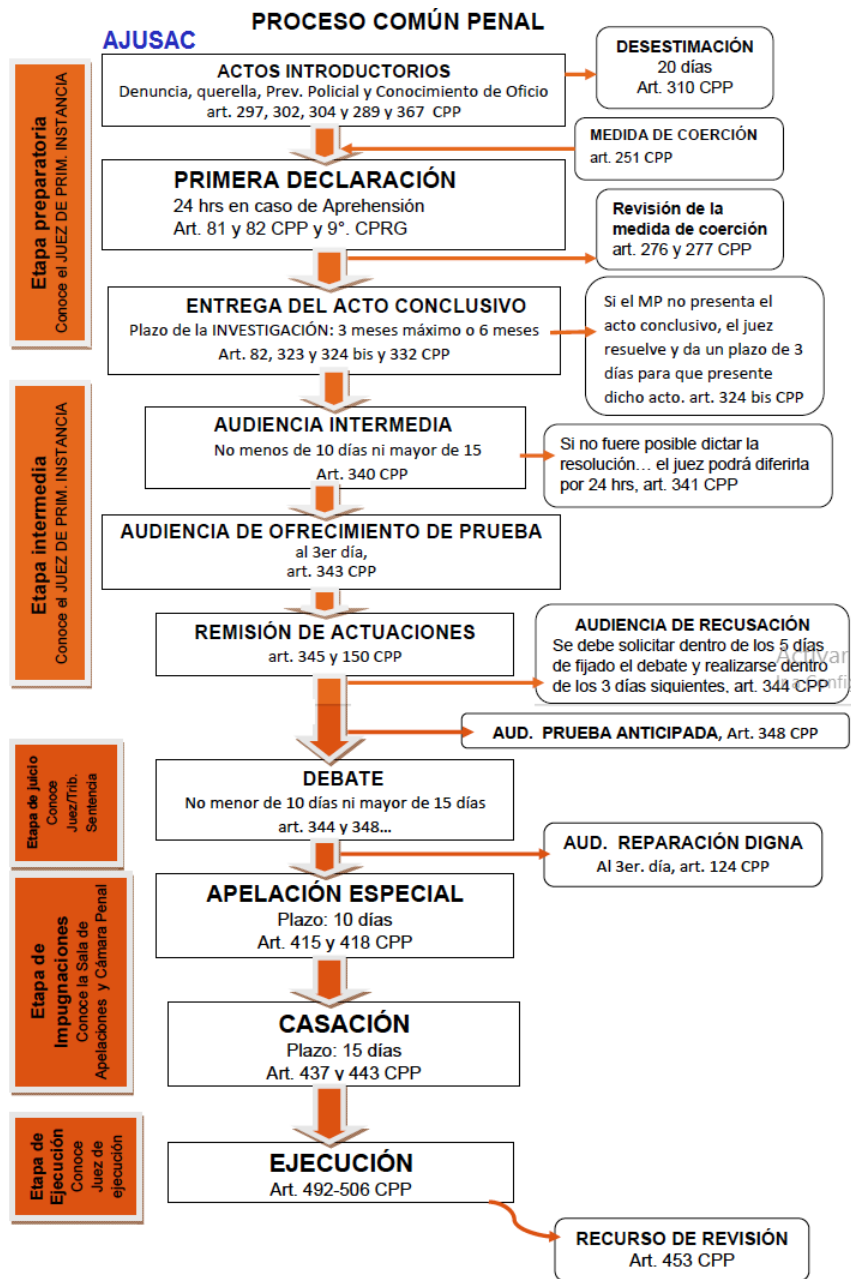 PROCESO COMÚN PENAL
AJUSAC
Etapa preparatoria
Conoce el JUEZ DE PRIM. INSTANCIA
ACTOS INTRODUCTORIOS
Denuncia, querella, Prev. Policial y Conocimiento de Oficio
art. 297, 302, 304 y 289 y 367 CPP
DESESTIMACIÓN
20 días
Art. 310 CPP
MEDIDA DE COERCIÓN
art. 251 CPP
PRIMERA DECLARACIÓN
24 hrs en caso de Aprehensión
Art. 81 y 82 CPP y 9°. CPRG
Revisión de la
medida de coerción
art. 276 y 277 CPP
ENTREGA DEL ACTO CONCLUSIVO
Plazo de la INVESTIGACIÓN: 3 meses máximo o 6 meses
Art. 82, 323 y 324 bis y 332 CPP
Si el MP no presenta el
acto conclusivo, el juez
resuelve y da un plazo de 3
días para que presente
dicho acto. art. 324 bis CPP
Etapa intermedia
Conoce el JUEZ DE PRIM. INSTANCIA
AUDIENCIA INTERMEDIA
No menos de 10 días ni mayor de 15
Art. 340 CPP
Si no fuere posible dictar la
resolución… el juez podrá diferirla
por 24 hrs, art. 341 CPP
AUDIENCIA DE OFRECIMIENTO DE PRUEBA
al 3er día,
art. 343 CPP
REMISIÓN DE ACTUACIONES
art. 345 y 150 CPP
AUDIENCIA DE RECUSACIÓN
Se debe solicitar dentro de los 5 días
de fijado el debate y realizarse dentro
de los 3 días siguientes, art. 344 CPP
AUD. PRUEBA ANTICIPADA, Art. 348 CPP
Etapa de juicio
Conoce
Juez/Trib.
Sentencia
DEBATE
No menor de 10 días ni mayor de 15 días
art. 344 y 348…
AUD. REPARACIÓN DIGNA
Al 3er. día, art. 124 CPP
Etapa de
Impugnaciones
Conoce la Sala de
Apelaciones y Cámara Penal
APELACIÓN ESPECIAL
Plazo: 10 días
Art. 415 y 418 CPP
CASACIÓN
Plazo: 15 días
Art. 437 y 443 CPP
Etapa de
Ejecución
Conoce
Juez de
ejecución
EJECUCIÓN
Art. 492-506 CPP
RECURSO DE REVISIÓN
Art. 453 CPP